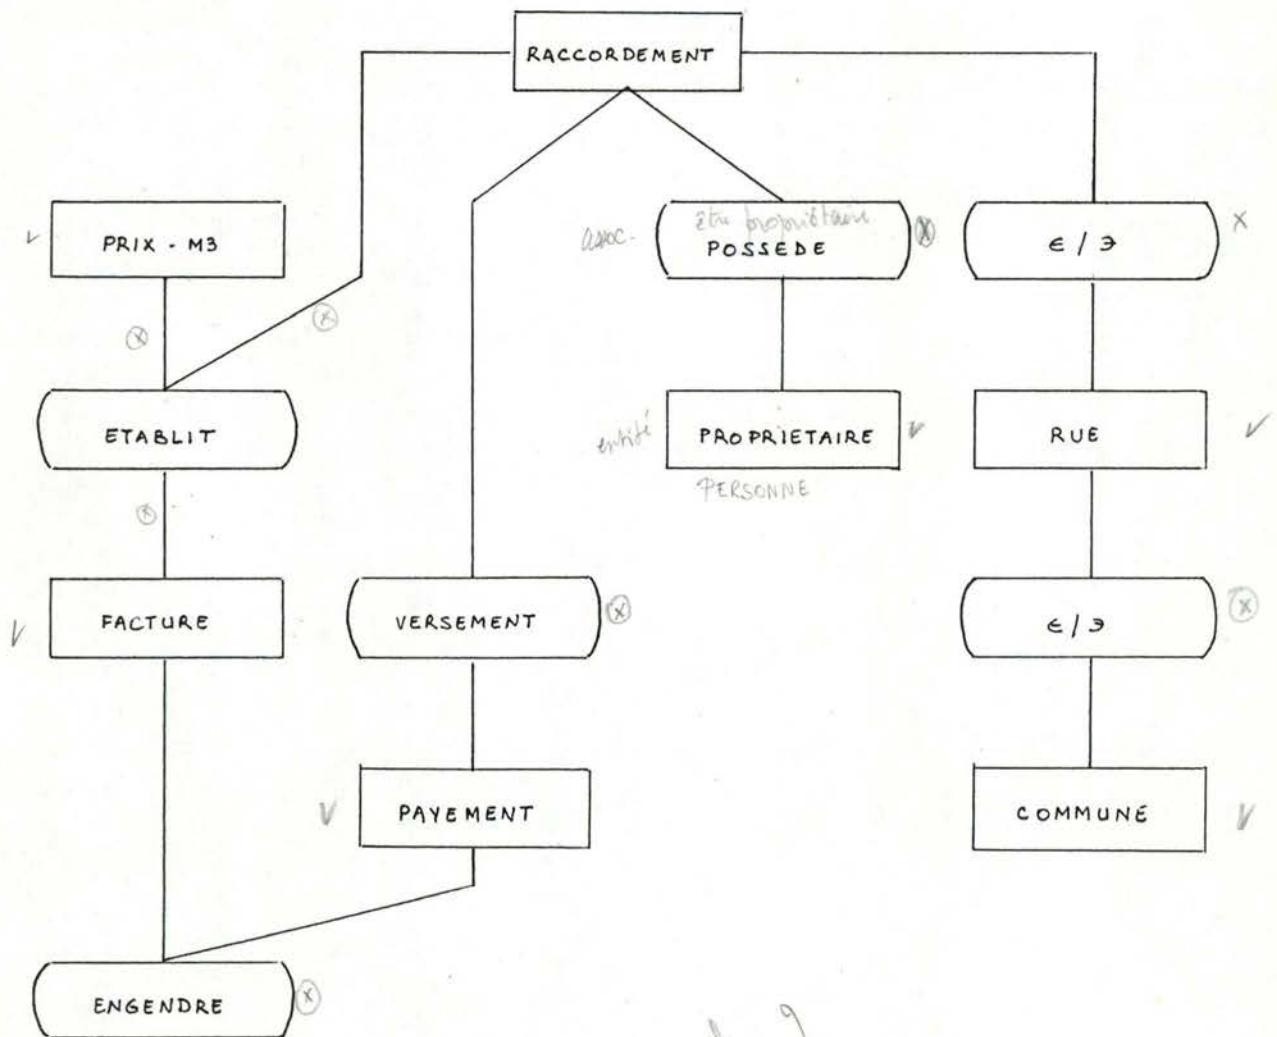 RACCORDEMENT
PRIX - M3
assoc.
être propriétaire
POSSEDE
∈ / ∋
ETABLIT
entité
PROPRIETAIRE
PERSONNE
RUE
FACTURE
VERSEMENT
∈ / ∋
PAYEMENT
COMMUNE
ENGENDRE